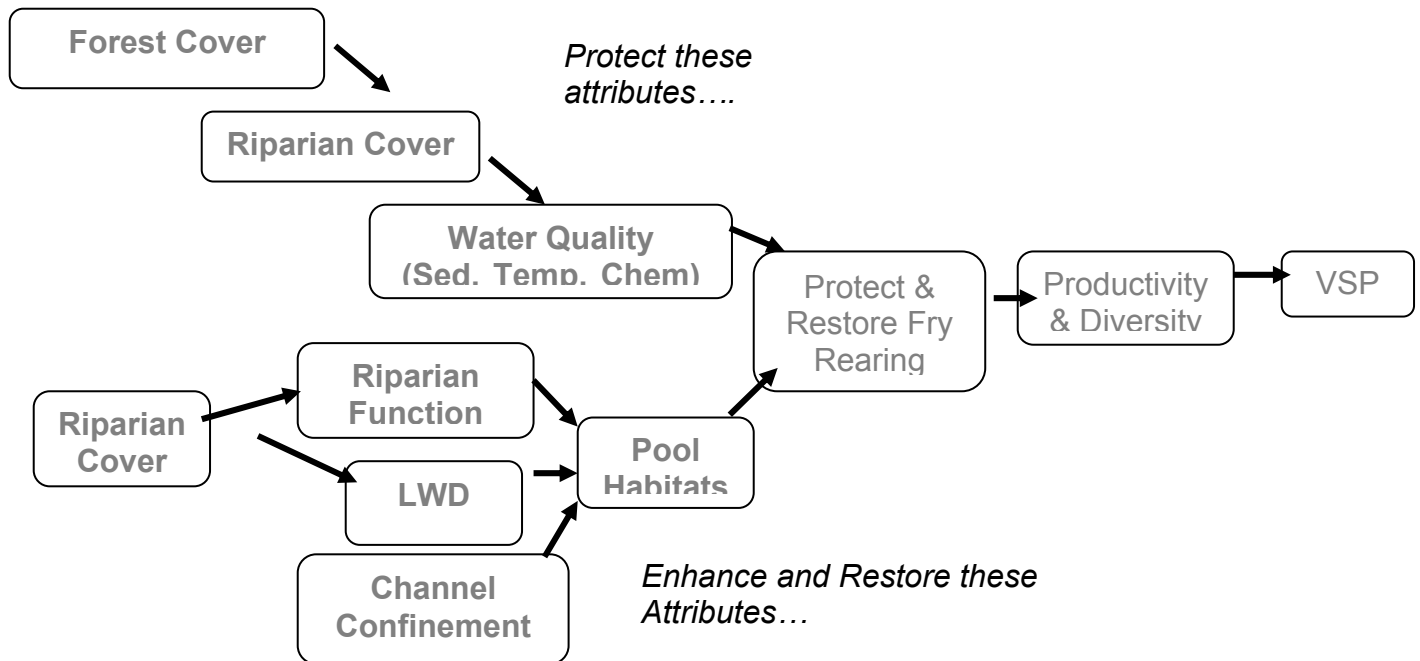 Forest Cover
Protect these
attributes….
Riparian Cover
Water Quality
(Sed, Temp, Chem)
Protect &
Restore Fry
Rearing
Productivity
& Diversity
VSP
Riparian
Function
Riparian
Cover
Pool
Habitats
LWD
Channel
Confinement
Enhance and Restore these
Attributes…